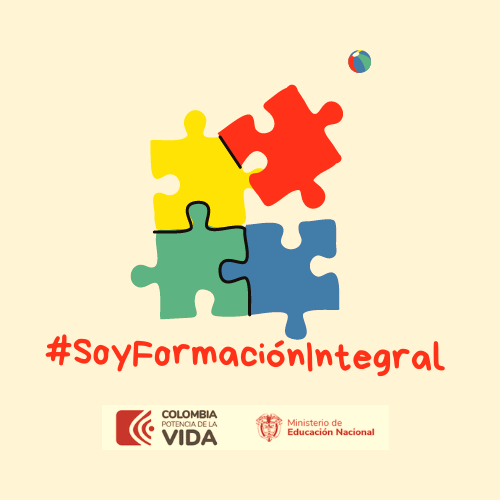 #SoyFormaciónIntegral
COLOMBIA
POTENCIA DE LA
VIDA
Ministerio de
Educación Nacional